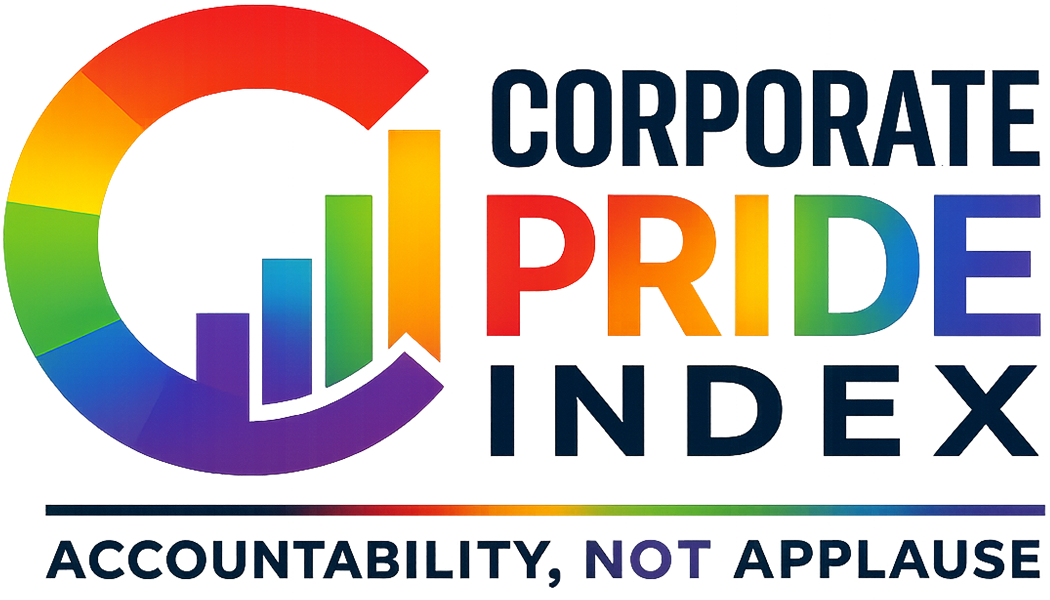 CORPORATE
PRIDE
INDEX
ACCOUNTABILITY, NOT APPLAUSE